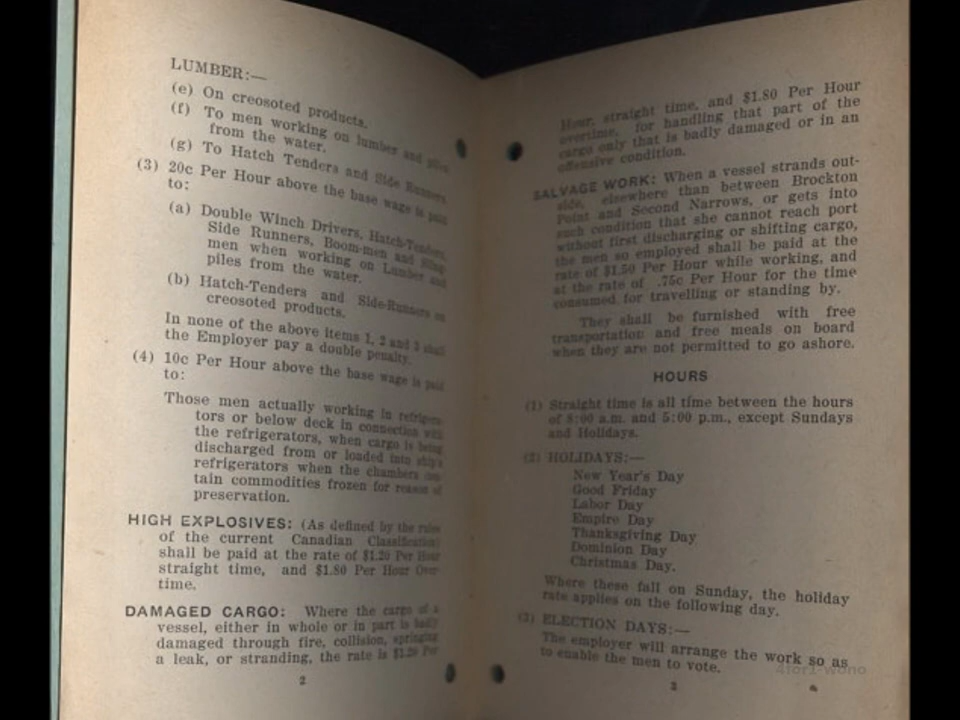 LUMBER:—
(e) On creosoted products.
(f) To men working on lumber and piles
from the water.
(g) To Hatch Tenders and Side Runners.
(3) 20c Per Hour above the base wage is paid
to:
(a) Double Winch Drivers, Hatch-Tenders,
Side Runners, Boom-men and Sling
men when working on Lumber and
piles from the water.
(b) Hatch-Tenders and Side-Runners on
creosoted products.
In none of the above items 1, 2 and 3 shall
the Employer pay a double penalty.
(4) 10c Per Hour above the base wage is paid
to:
Those men actually working in refrigera-
tors or below deck in connection with
the refrigerators, when cargo is being
discharged from or loaded into ship's
refrigerators when the chambers con-
tain commodities frozen for reason of
preservation.
HIGH EXPLOSIVES: (As defined by the rules
of the current Canadian Classification)
shall be paid at the rate of $1.20 Per Hour
straight time, and $1.80 Per Hour Over-
time.
DAMAGED CARGO: Where the cargo of a
vessel, either in whole or in part is badly
damaged through fire, collision, springing
a leak, or stranding, the rate is $1.20 Per
2
Hour, straight time, and $1.80 Per Hour
overtime, for handling that part of the
cargo only that is badly damaged or in an
offensive condition.
SALVAGE WORK: When a vessel strands out-
side, elsewhere than between Brockton
Point and Second Narrows, or gets into
such condition that she cannot reach port
without first discharging or shifting cargo,
the men so employed shall be paid at the
rate of $1.50 Per Hour while working, and
at the rate of .75c Per Hour for the time
consumed for travelling or standing by.
They shall be furnished with free
transportation and free meals on board
when they are not permitted to go ashore.
HOURS
(1) Straight time is all time between the hours
of 8:00 a.m. and 5:00 p.m., except Sundays
and Holidays.
(2) HOLIDAYS:—
New Year's Day
Good Friday
Labor Day
Empire Day
Thanksgiving Day
Dominion Day
Christmas Day.
Where these fall on Sunday, the holiday
rate applies on the following day.
(3) ELECTION DAYS:—
The employer will arrange the work so as
to enable the men to vote.
3